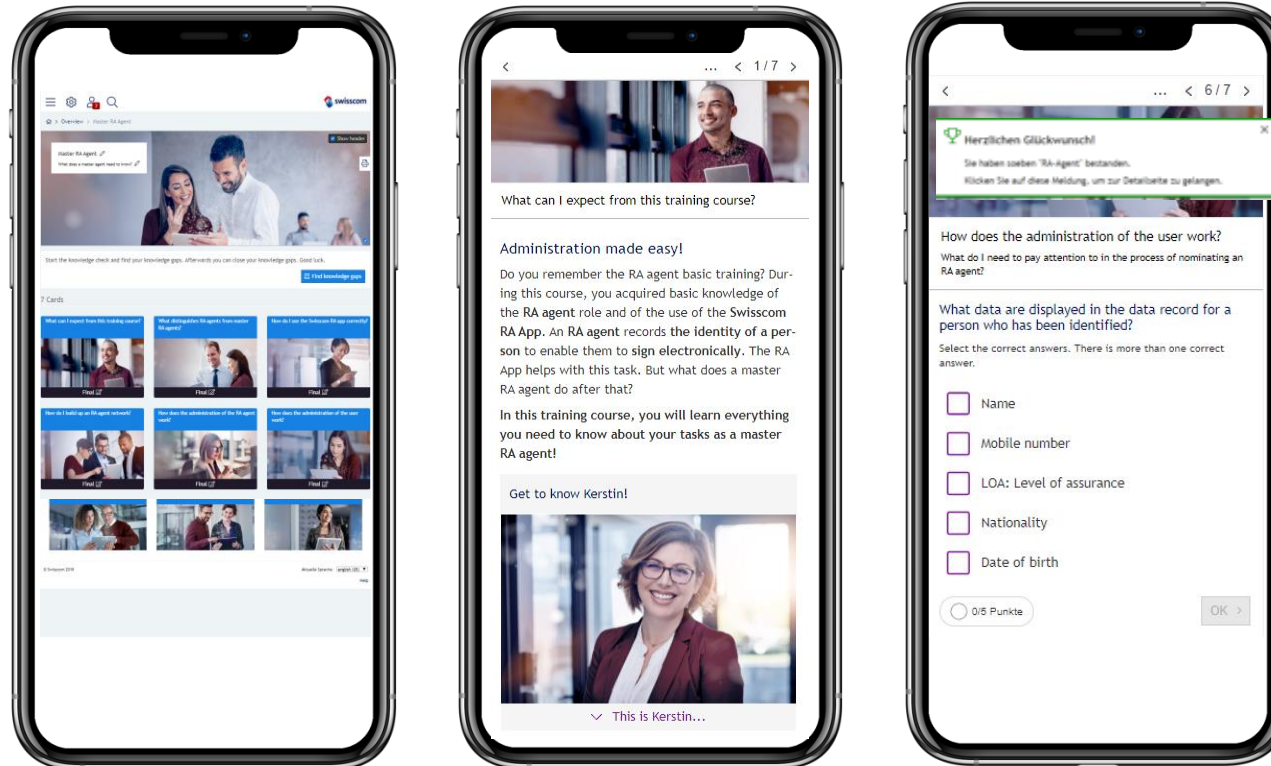 swisscom
Overview > Master RA Agent
Show header
Master RA Agent
What does a master agent need to know?
Start the knowledge check and find your knowledge gaps. Afterwards you can close your knowledge gaps. Good luck.
Find knowledge gaps
7 Cards
What can I expect from this training course?
What distinguishes RA agents from master
RA agents?
How do I use the Swisscom RA app correctly?
Final
Final
Final
How do I build up an RA agent network?
How does the administration of the RA agent
work?
How does the administration of the user
work?
Final
Final
Final
© Swisscom 2019
Aktuelle Sprache: english (US)
Help
... < 1 / 7 >
What can I expect from this training course?
Administration made easy!
Do you remember the RA agent basic training? Dur-
ing this course, you acquired basic knowledge of
the RA agent role and of the use of the Swisscom
RA App. An RA agent records the identity of a per-
son to enable them to sign electronically. The RA
App helps with this task. But what does a master
RA agent do after that?
In this training course, you will learn everything
you need to know about your tasks as a master
RA agent!
Get to know Kerstin!
This is Kerstin...
... < 6 / 7 >
Herzlichen Glückwunsch!
Sie haben soeben "RA-Agent" bestanden.
Klicken Sie auf diese Meldung, um zur Detailseite zu gelangen.
How does the administration of the user work?
What do I need to pay attention to in the process of nominating an
RA agent?
What data are displayed in the data record for a
person who has been identified?
Select the correct answers. There is more than one correct
answer.
Name
Mobile number
LOA: Level of assurance
Nationality
Date of birth
0/5 Punkte
OK >